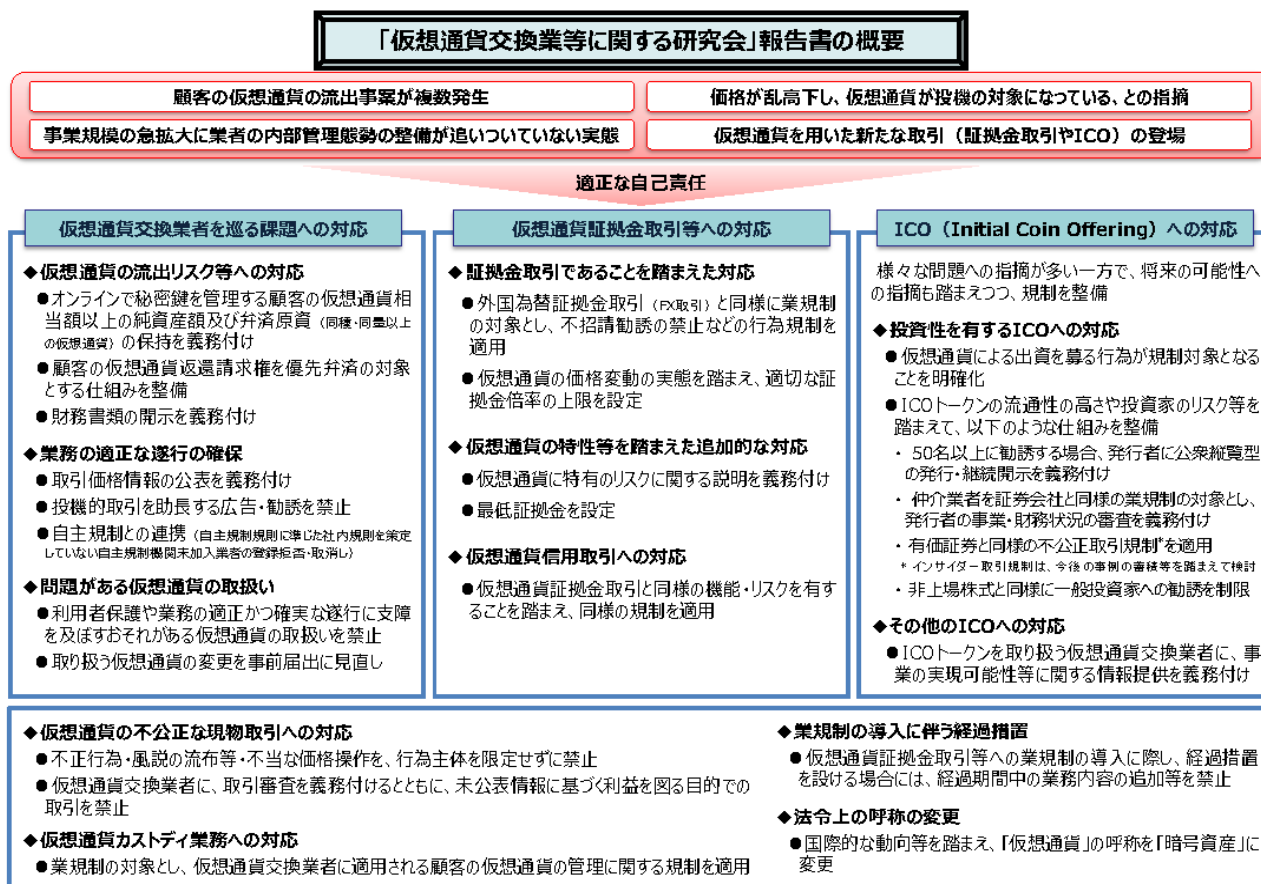 「仮想通貨交換業等に関する研究会」報告書の概要
顧客の仮想通貨の流出事案が複数発生
価格が乱高下し、仮想通貨が投機の対象になっている、との指摘
事業規模の急拡大に業者の内部管理態勢の整備が追いついていない実態
仮想通貨を用いた新たな取引（証拠金取引やICO）の登場
適正な自己責任
仮想通貨交換業者を巡る課題への対応
◆仮想通貨の流出リスク等への対応
●オンラインで秘密鍵を管理する顧客の仮想通貨相
当額以上の純資産額及び弁済原資（同種・同量以上
の仮想通貨）の保持を義務付け
●顧客の仮想通貨返還請求権を優先弁済の対象
とする仕組みを整備
●財務書類の開示を義務付け
◆業務の適正な遂行の確保
●取引価格情報の公表を義務付け
●投機的取引を助長する広告・勧誘を禁止
●自主規制との連携（自主規制規則に準じた社内規則を策定
していない自主規制機関未加入業者の登録拒否・取消し）
◆問題がある仮想通貨の取扱い
●利用者保護や業務の適正かつ確実な遂行に支障
を及ぼすおそれがある仮想通貨の取扱いを禁止
●取り扱う仮想通貨の変更を事前届出に見直し
仮想通貨証拠金取引等への対応
◆証拠金取引であることを踏まえた対応
●外国為替証拠金取引（FX取引）と同様に業規制
の対象とし、不招請勧誘の禁止などの行為規制を
適用
●仮想通貨の価格変動の実態を踏まえ、適切な証
拠金倍率の上限を設定
◆仮想通貨の特性等を踏まえた追加的な対応
●仮想通貨に特有のリスクに関する説明を義務付け
●最低証拠金を設定
◆仮想通貨信用取引への対応
●仮想通貨証拠金取引と同様の機能・リスクを有す
ることを踏まえ、同様の規制を適用
ICO（Initial Coin Offering）への対応
様々な問題への指摘が多い一方で、将来の可能性へ
の指摘も踏まえつつ、規制を整備
◆投資性を有するICOへの対応
●仮想通貨による出資を募る行為が規制対象となる
ことを明確化
●ICOトークンの流通性の高さや投資家のリスク等を
踏まえて、以下のような仕組みを整備
・ 50名以上に勧誘する場合、発行者に公衆縦覧型
の発行・継続開示を義務付け
・ 仲介業者を証券会社と同様の業規制の対象とし、
発行者の事業・財務状況の審査を義務付け
・ 有価証券と同様の不公正取引規制*を適用
* インサイダー取引規制は、今後の事例の蓄積等を踏まえて検討
・ 非上場株式と同様に一般投資家への勧誘を制限
◆その他のICOへの対応
●ICOトークンを取り扱う仮想通貨交換業者に、事
業の実現可能性等に関する情報提供を義務付け
◆仮想通貨の不公正な現物取引への対応
●不正行為・風説の流布等・不当な価格操作を、行為主体を限定せずに禁止
●仮想通貨交換業者に、取引審査を義務付けるとともに、未公表情報に基づく利益を図る目的での
取引を禁止
◆仮想通貨カストディ業務への対応
●業規制の対象とし、仮想通貨交換業者に適用される顧客の仮想通貨の管理に関する規制を適用
◆業規制の導入に伴う経過措置
●仮想通貨証拠金取引等への業規制の導入に際し、経過措置
を設ける場合には、経過期間中の業務内容の追加等を禁止
◆法令上の呼称の変更
●国際的な動向等を踏まえ、「仮想通貨」の呼称を「暗号資産」に
変更